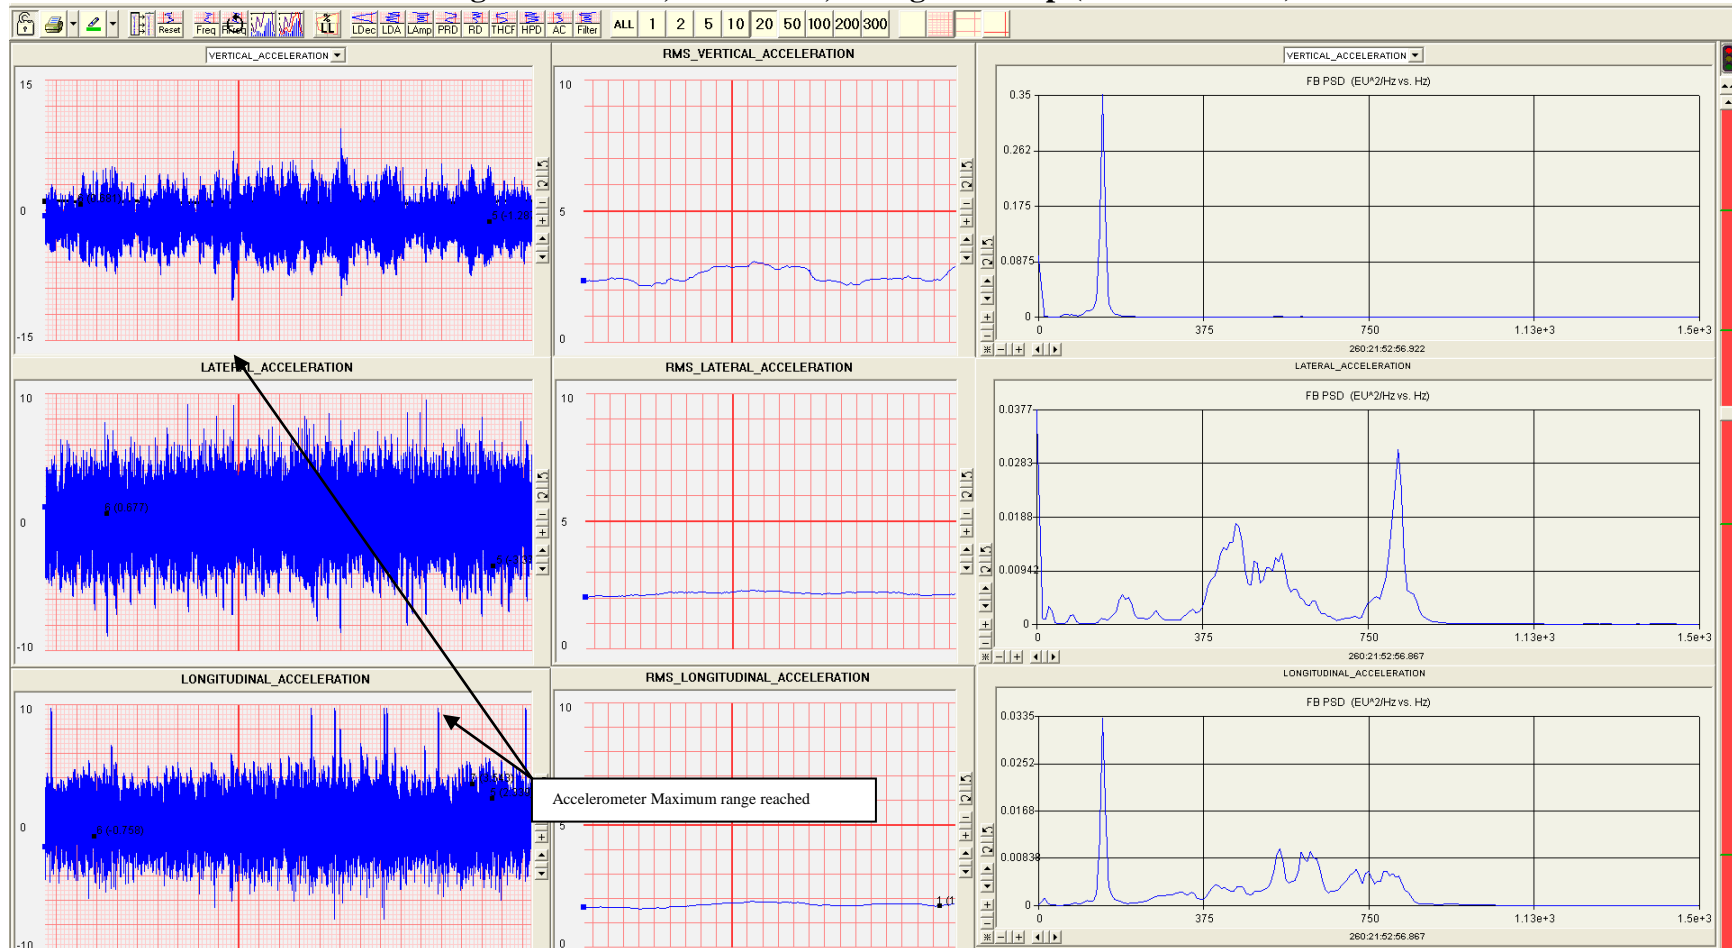 Reset Freq LL LDec LDA LAmp PRD RD THCF HPD AC Filter ALL 1 2 5 10 20 50 100 200 300
VERTICAL_ACCELERATION
15
0
-15
5 (-1.28
RMS_VERTICAL_ACCELERATION
10
5
0
VERTICAL_ACCELERATION
FB PSD (EU^2/Hz vs. Hz)
0.35
0.262
0.175
0.0875
0
0 375 750 1.13e+3 1.5e+3
260:21:52:56.922
LATERAL_ACCELERATION
10
0
-10
RMS_LATERAL_ACCELERATION
10
5
0
LATERAL_ACCELERATION
FB PSD (EU^2/Hz vs. Hz)
0.0377
0.0283
0.0188
0.00942
0
0 375 750 1.13e+3 1.5e+3
260:21:52:56.867
LONGITUDINAL_ACCELERATION
10
0
-10
RMS_LONGITUDINAL_ACCELERATION
10
5
0
Accelerometer Maximum range reached
LONGITUDINAL_ACCELERATION
FB PSD (EU^2/Hz vs. Hz)
0.0335
0.0252
0.0168
0.00838
0
0 375 750 1.13e+3 1.5e+3
260:21:52:56.867